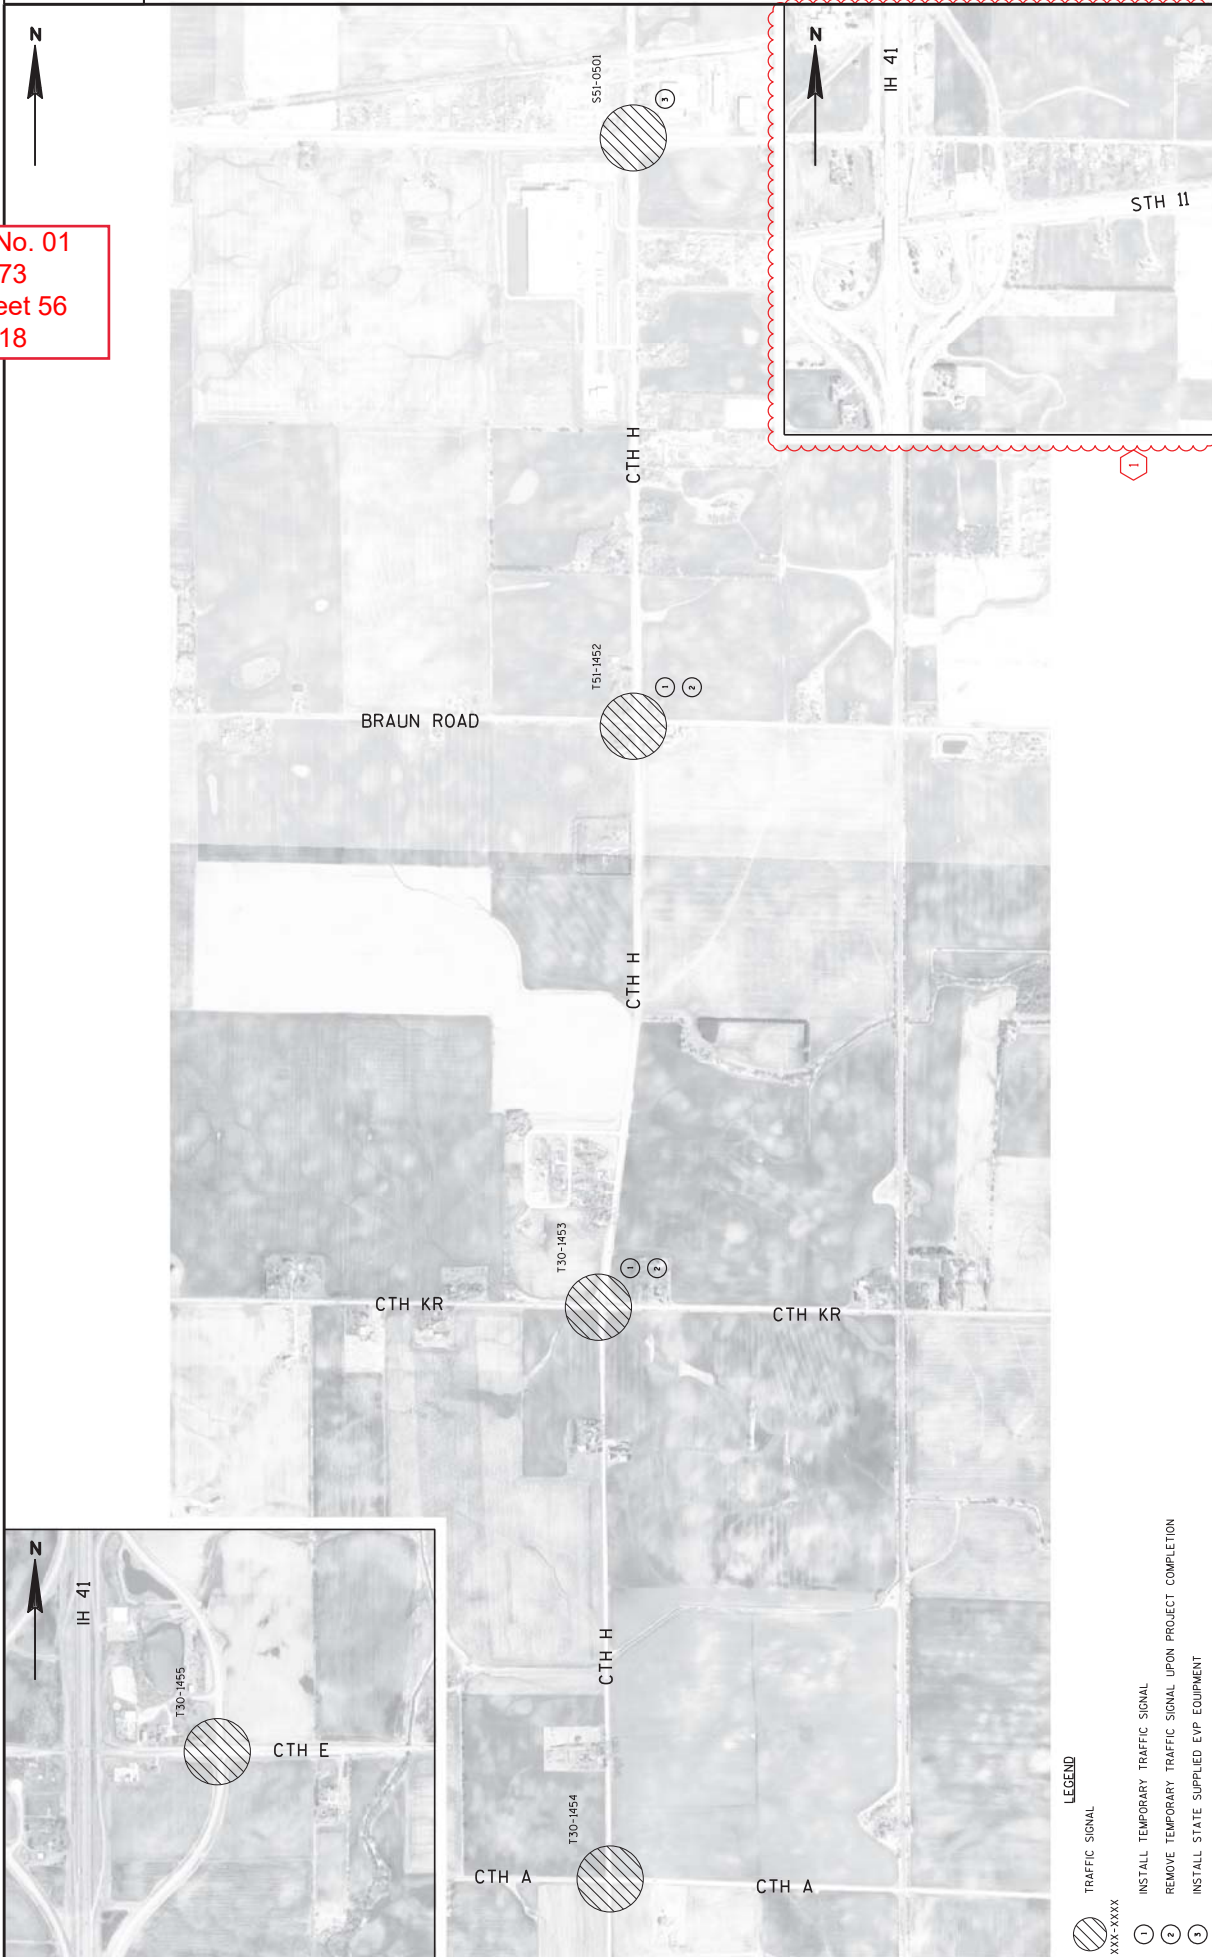 N
No. 01
73
eet 56
18
S51-0501
3
N
IH 41
STH 11
1
CTH H
T51-1452
1
2
BRAUN ROAD
CTH H
T30-1453
1
2
CTH KR
CTH KR
N
IH 41
T30-1455
CTH E
CTH H
T30-1454
CTH A
CTH A
LEGEND
XXX-XXXX
TRAFFIC SIGNAL
1 INSTALL TEMPORARY TRAFFIC SIGNAL
2 REMOVE TEMPORARY TRAFFIC SIGNAL UPON PROJECT COMPLETION
3 INSTALL STATE SUPPLIED EVP EQUIPMENT